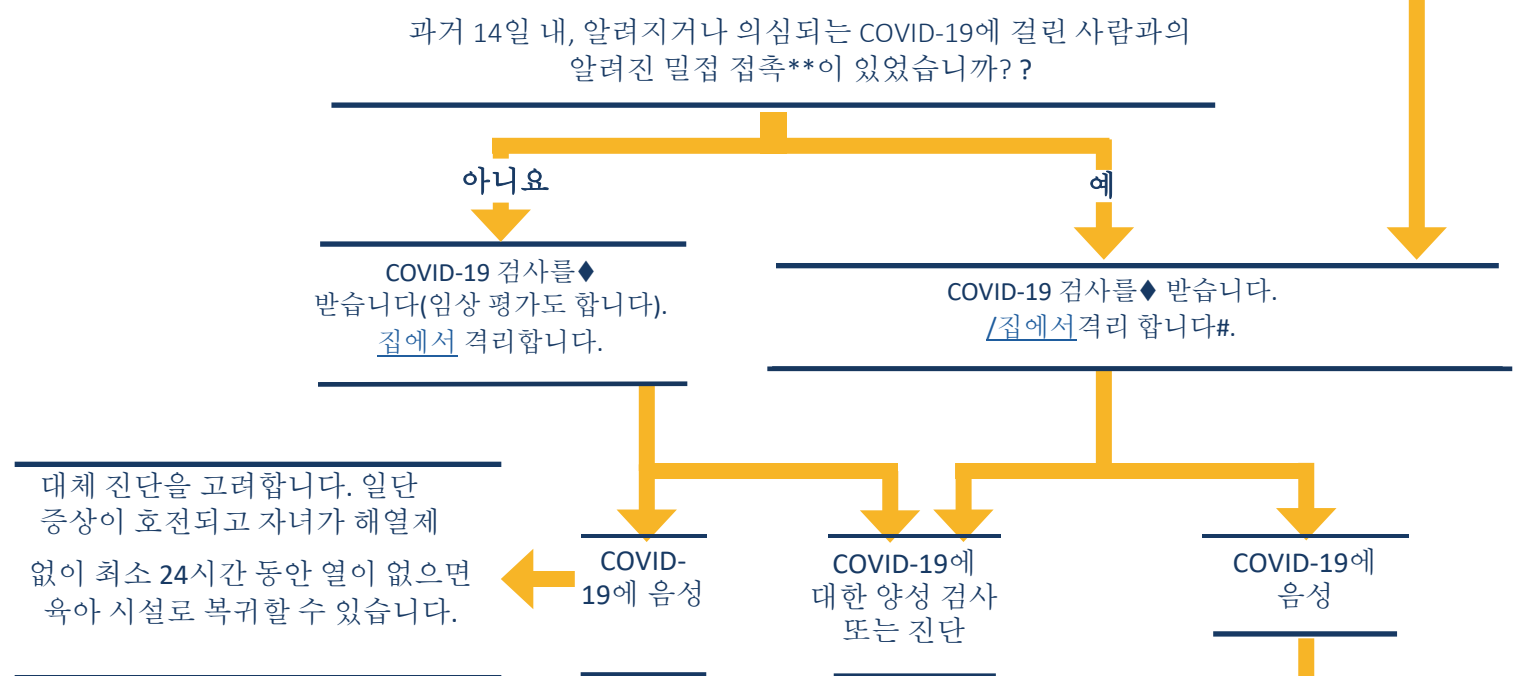 과거 14일 내, 알려지거나 의심되는 COVID-19에 걸린 사람과의
알려진 밀접 접촉**이 있었습니까? ?
아니요
예
COVID-19 검사를♦
받습니다(임상 평가도 합니다).
집에서 격리합니다.
COVID-19 검사를♦ 받습니다.
/집에서격리 합니다#.
대체 진단을 고려합니다. 일단
증상이 호전되고 자녀가 해열제
없이 최소 24시간 동안 열이 없으면
육아 시설로 복귀할 수 있습니다.
COVID-
19에 음성
COVID-19에
대한 양성 검사
또는 진단
COVID-19에
음성